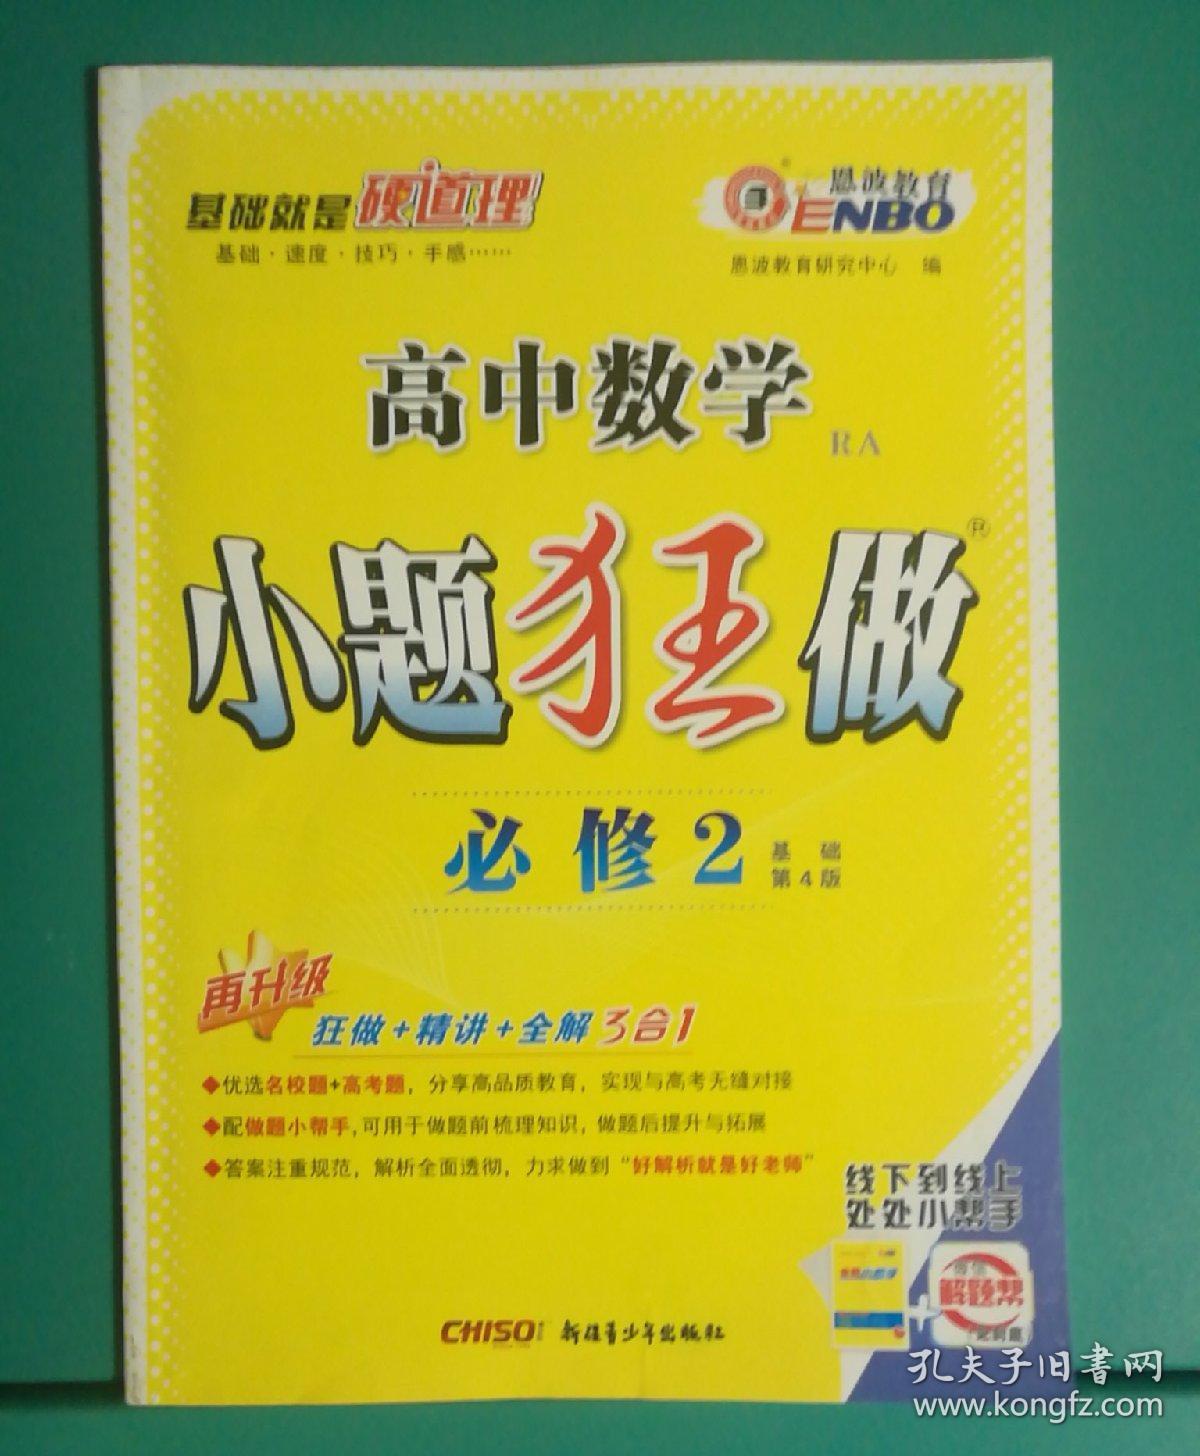 基础就是硬道理
基础·速度·技巧·手感……
恩波教育
ENBO
恩波教育研究中心 编
高中数学
RA
小题狂做®
必修2
基础
第4版
再升级
狂做+精讲+全解3合1
◆优选名校题+高考题，分享高品质教育，实现与高考无缝对接
◆配做题小帮手，可用于做题前梳理知识，做题后提升与拓展
◆答案注重规范，解析全面透彻，力求做到“好解析就是好老师”
线下到线上
处处小帮手
微信
解题帮
CHISO 新疆青少年出版社
孔夫子旧书网
www.kongfz.com